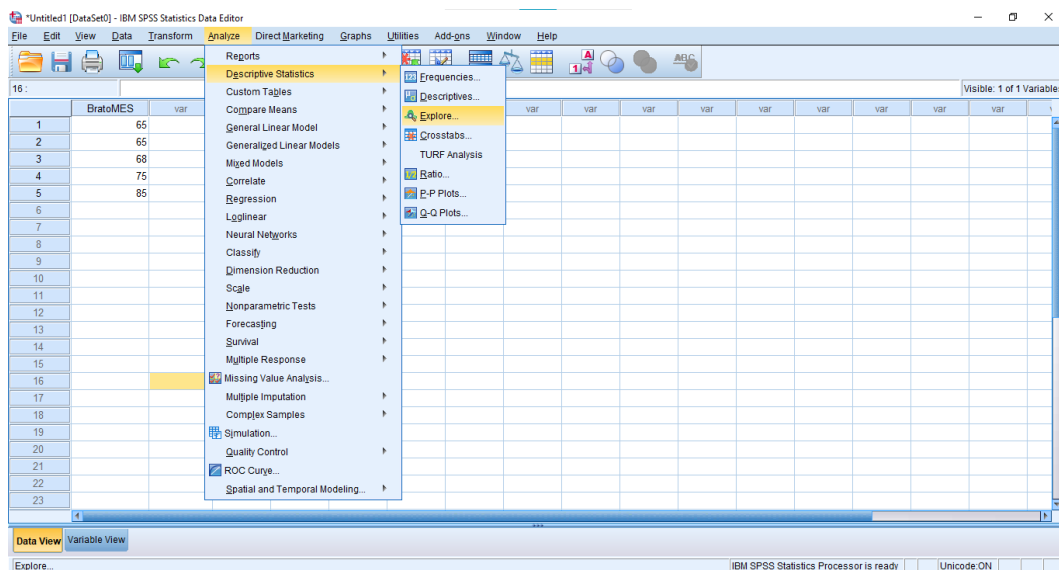 *Untitled1 [DataSet0] - IBM SPSS Statistics Data Editor
File Edit View Data Transform Analyze Direct Marketing Graphs Utilities Add-ons Window Help
16 :
Visible: 1 of 1 Variable
BratoMES var var var var var var var var var
1 65
2 65
3 68
4 75
5 85
6
7
8
9
10
11
12
13
14
15
16
17
18
19
20
21
22
23
Reports
Descriptive Statistics
Custom Tables
Compare Means
General Linear Model
Generalized Linear Models
Mixed Models
Correlate
Regression
Loglinear
Neural Networks
Classify
Dimension Reduction
Scale
Nonparametric Tests
Forecasting
Survival
Multiple Response
Missing Value Analysis...
Multiple Imputation
Complex Samples
Simulation...
Quality Control
ROC Curve...
Spatial and Temporal Modeling...
Frequencies...
Descriptives...
Explore...
Crosstabs...
TURF Analysis
Ratio...
P-P Plots...
Q-Q Plots...
Data View Variable View
Explore...
IBM SPSS Statistics Processor is ready Unicode:ON